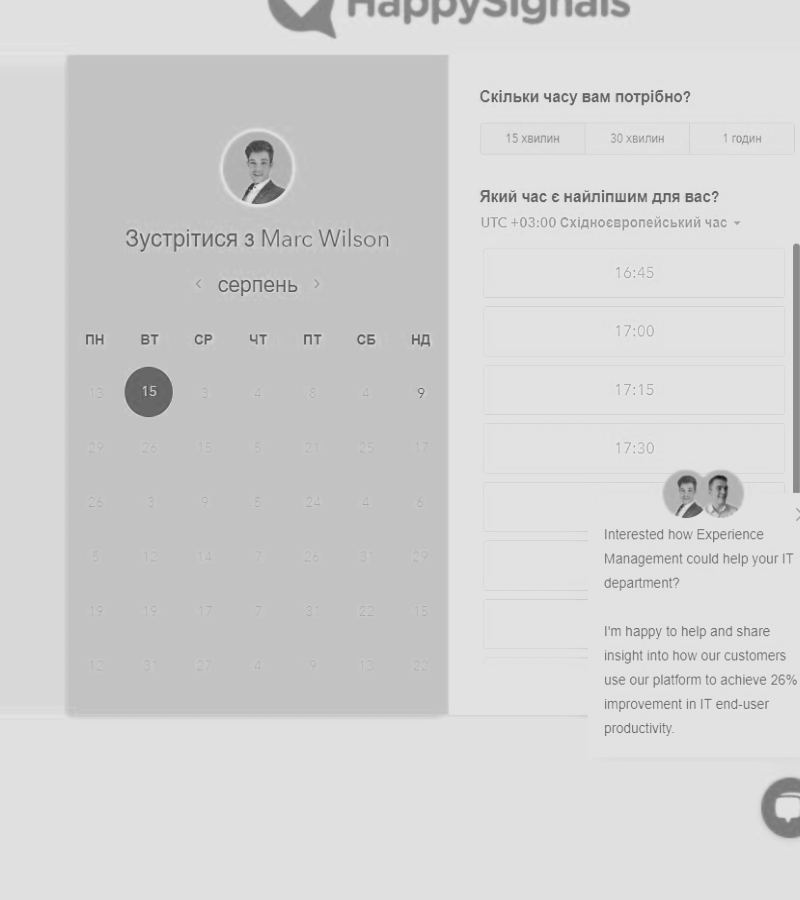 HappySignals
Зустрітися з Marc Wilson
серпень
ПН ВТ СР ЧТ ПТ СБ НД
13 15 3 4 8 4 9
29 26 15 5 21 25 17
26 3 9 5 24 4 6
5 12 14 7 26 31 29
19 19 17 7 31 22 15
12 31 27 4 9 13 22
Скільки часу вам потрібно?
15 хвилин 30 хвилин 1 годин
Який час є найліпшим для вас?
UTC +03:00 Східноєвропейський час
16:45
17:00
17:15
17:30
Interested how Experience
Management could help your IT
department?
I'm happy to help and share
insight into how our customers
use our platform to achieve 26%
improvement in IT end-user
productivity.